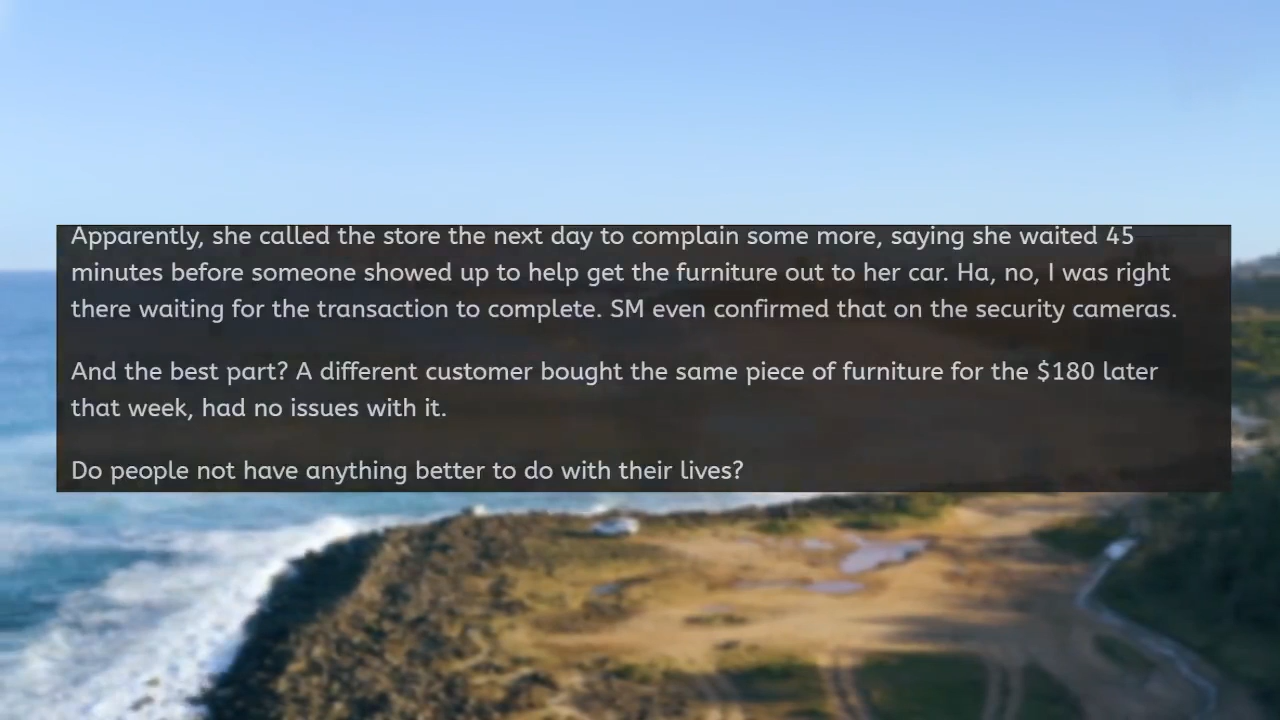 Apparently, she called the store the next day to complain some more, saying she waited 45
minutes before someone showed up to help get the furniture out to her car. Ha, no, I was right
there waiting for the transaction to complete. SM even confirmed that on the security cameras.
And the best part? A different customer bought the same piece of furniture for the $180 later
that week, had no issues with it.
Do people not have anything better to do with their lives?